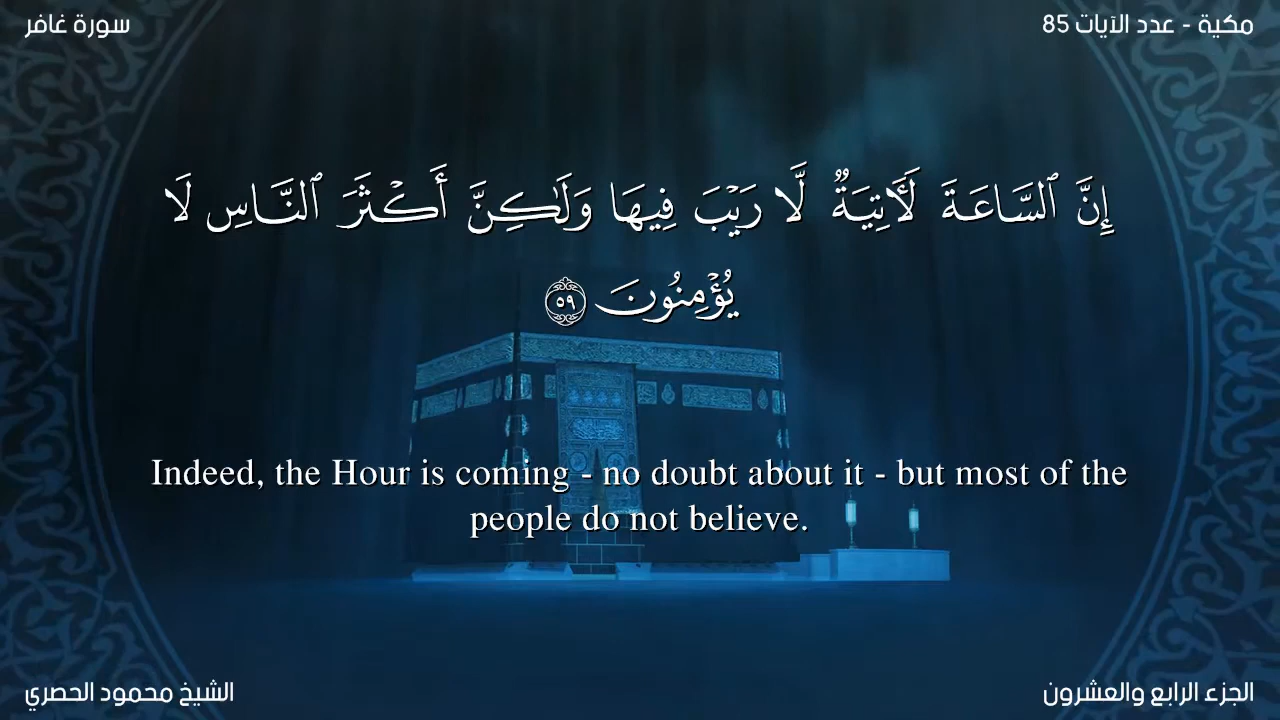 مكية - عدد الآيات 85
سورة غافر
إِنَّ ٱلسَّاعَةَ لَـَٔاتِيَةٌ لَّا رَيْبَ فِيهَا وَلَـٰكِنَّ أَكْثَرَ ٱلنَّاسِ لَا
يُؤْمِنُونَ ٥٩
Indeed, the Hour is coming - no doubt about it - but most of the
people do not believe.
الجزء الرابع والعشرون
الشيخ محمود الحصري